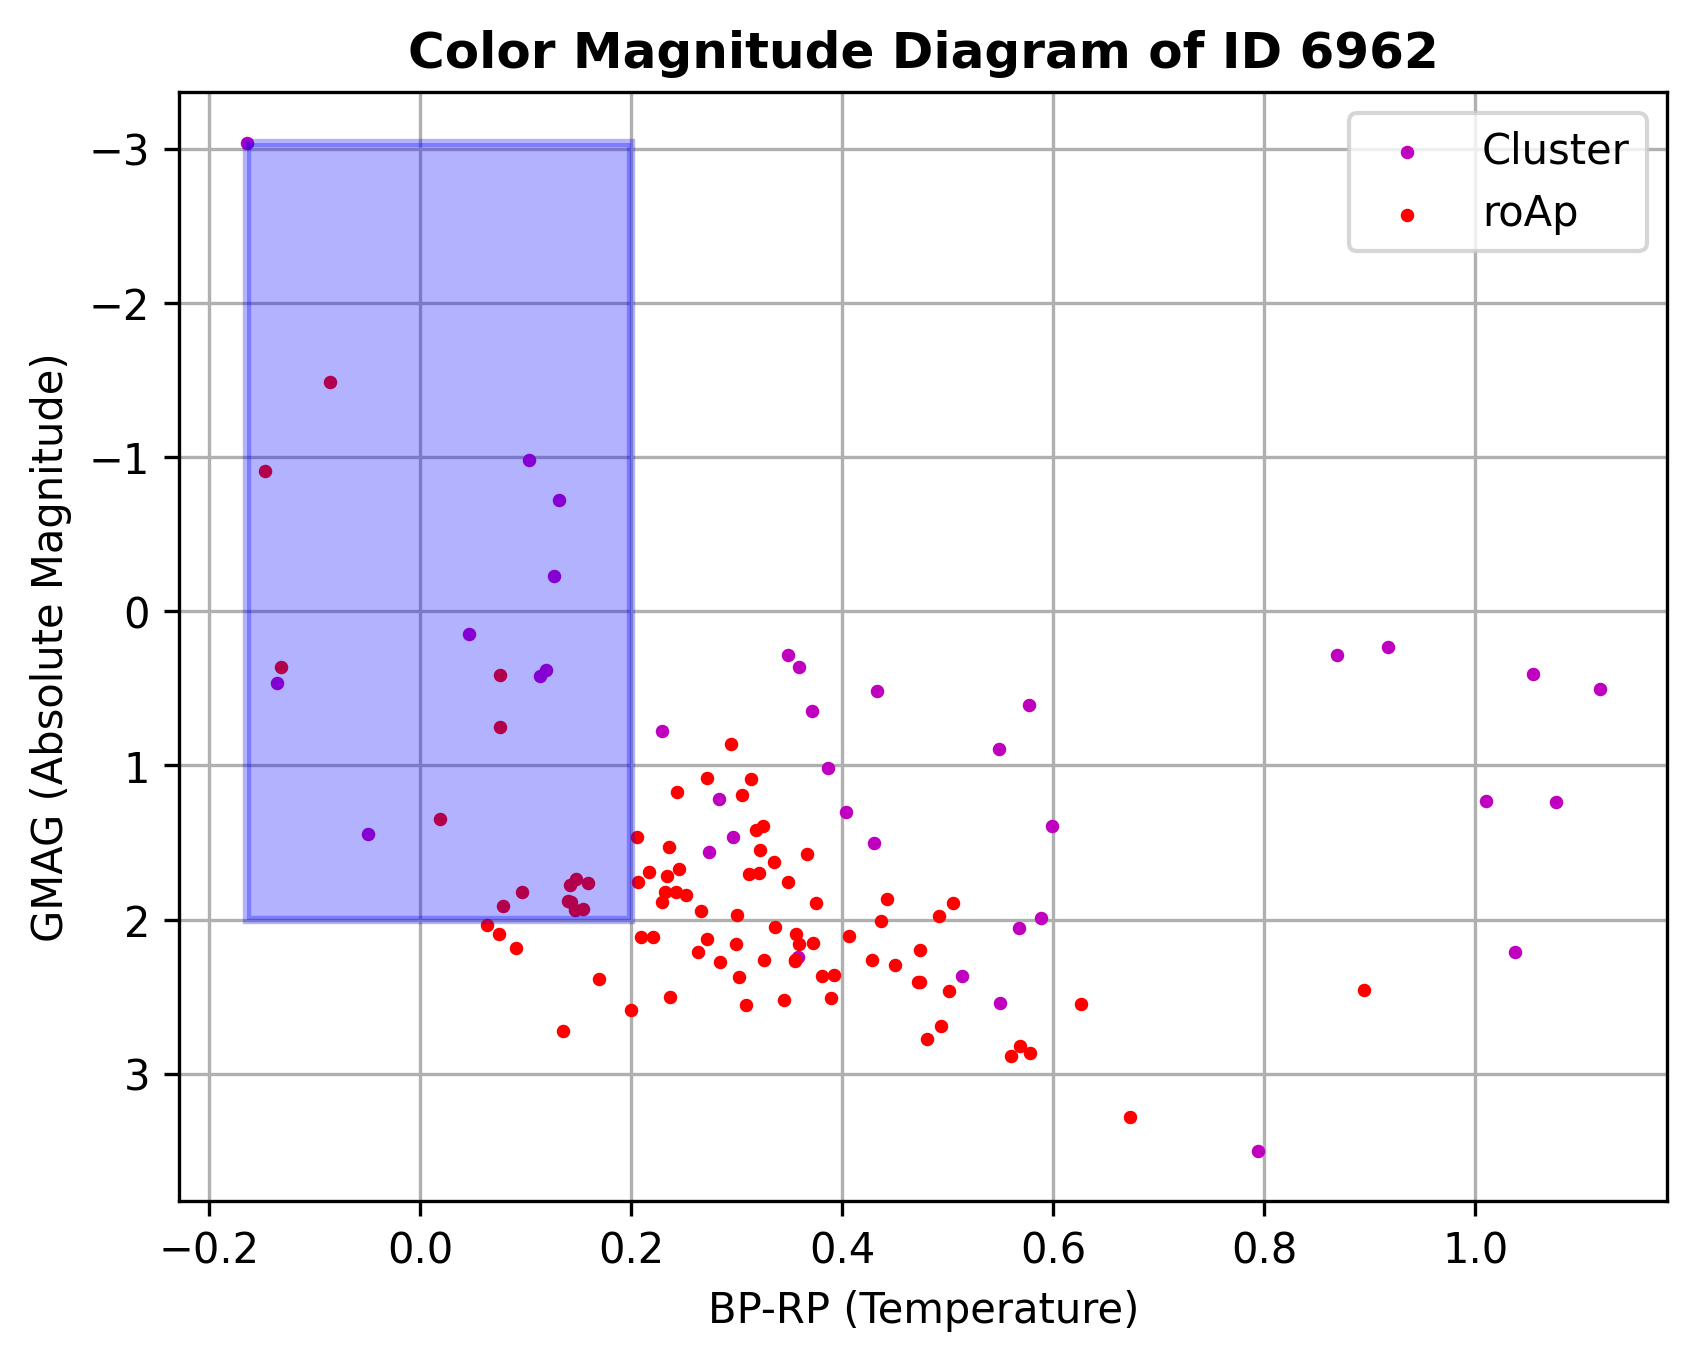 Color Magnitude Diagram of ID 6962
Cluster
roAp
−3
−2
−1
0
1
2
3
GMAG (Absolute Magnitude)
−0.2 0.0 0.2 0.4 0.6 0.8 1.0
BP-RP (Temperature)